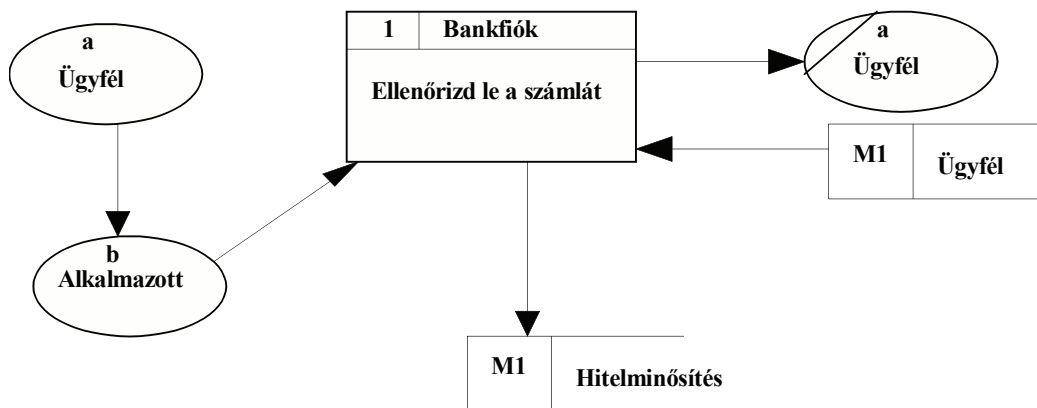 a
Ügyfél
1 Bankfiók
Ellenőrizd le a számlát
a
Ügyfél
M1 Ügyfél
b
Alkalmazott
M1 Hitelminősítés